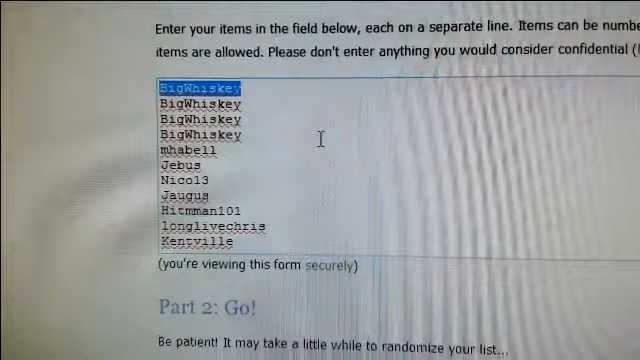 Enter your items in the field below, each on a separate line. Items can be numbe
items are allowed. Please don't enter anything you would consider confidential (
BigWhiskey
BigWhiskey
BigWhiskey
BigWhiskey
mhabell
Jebus
Nico13
Jaugus
Hitmman101
longlivechris
Kentville
(you're viewing this form securely)
Part 2: Go!
Be patient! It may take a little while to randomize your list...